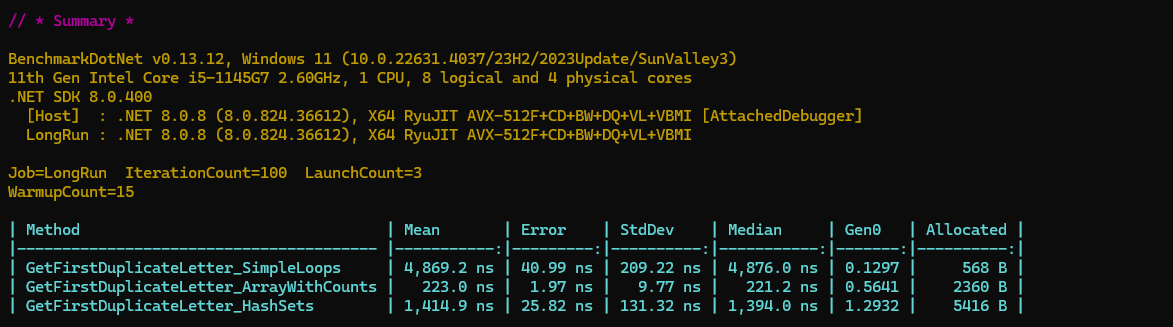 // * Summary *
BenchmarkDotNet v0.13.12, Windows 11 (10.0.22631.4037/23H2/2023Update/SunValley3)
11th Gen Intel Core i5-1145G7 2.60GHz, 1 CPU, 8 logical and 4 physical cores
.NET SDK 8.0.400
  [Host]  : .NET 8.0.8 (8.0.824.36612), X64 RyuJIT AVX-512F+CD+BW+DQ+VL+VBMI [AttachedDebugger]
  LongRun : .NET 8.0.8 (8.0.824.36612), X64 RyuJIT AVX-512F+CD+BW+DQ+VL+VBMI
Job=LongRun  IterationCount=100  LaunchCount=3
WarmupCount=15
| Method                                | Mean       | Error    | StdDev    | Median     | Gen0   | Allocated |
|-------------------------------------- |-----------:|---------:|----------:|-----------:|-------:|----------:|
| GetFirstDuplicateLetter_SimpleLoops     | 4,869.2 ns | 40.99 ns | 209.22 ns | 4,876.0 ns | 0.1297 |     568 B |
| GetFirstDuplicateLetter_ArrayWithCounts |   223.0 ns |  1.97 ns |   9.77 ns |   221.2 ns | 0.5641 |    2360 B |
| GetFirstDuplicateLetter_HashSets        | 1,414.9 ns | 25.82 ns | 131.32 ns | 1,394.0 ns | 1.2932 |    5416 B |